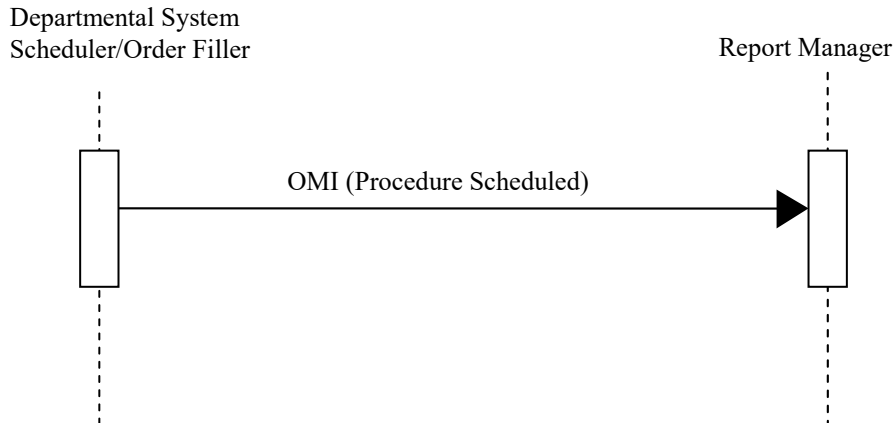 Departmental System
Scheduler/Order Filler
Report Manager
OMI (Procedure Scheduled)